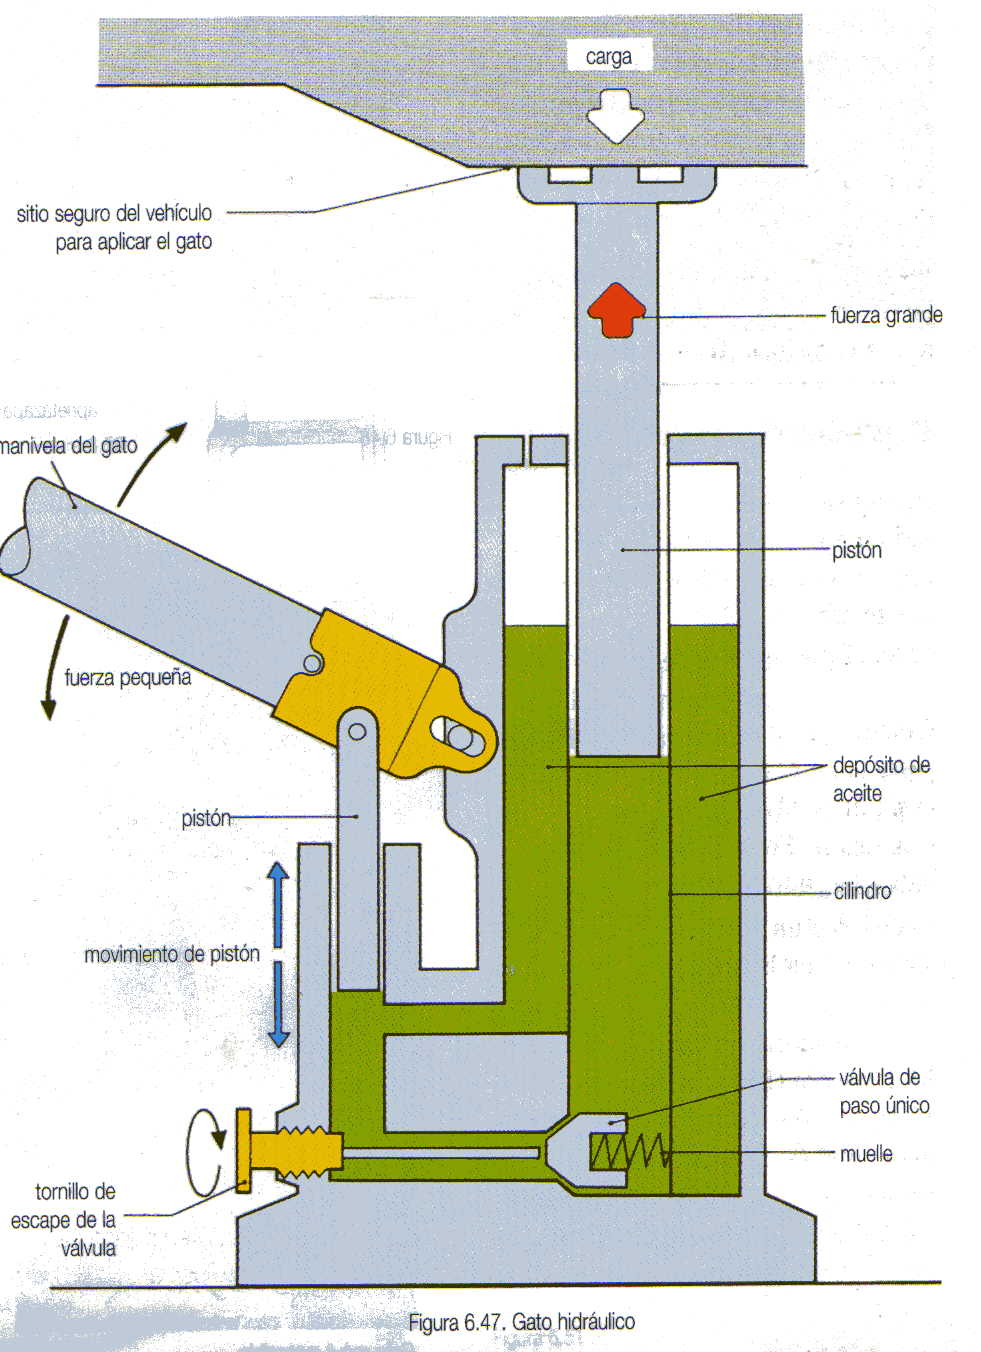 carga
sitio seguro del vehículo
para aplicar el gato
fuerza grande
manivela del gato
pistón
fuerza pequeña
depósito de
aceite
pistón
cilindro
movimiento de pistón
válvula de
paso único
muelle
tornillo de
escape de la
válvula
Figura 6.47. Gato hidráulico